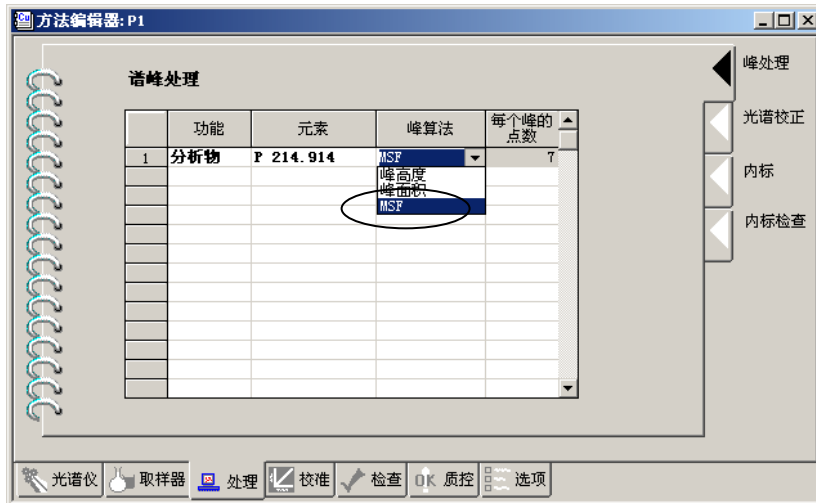 方法编辑器: P1
谱峰处理
功能 元素 峰算法 每个峰的点数
1 分析物 P 214.914 MSF 7
峰高度
峰面积
MSF
峰处理
光谱校正
内标
内标检查
光谱仪 取样器 处理 校准 检查 OK 质控 选项